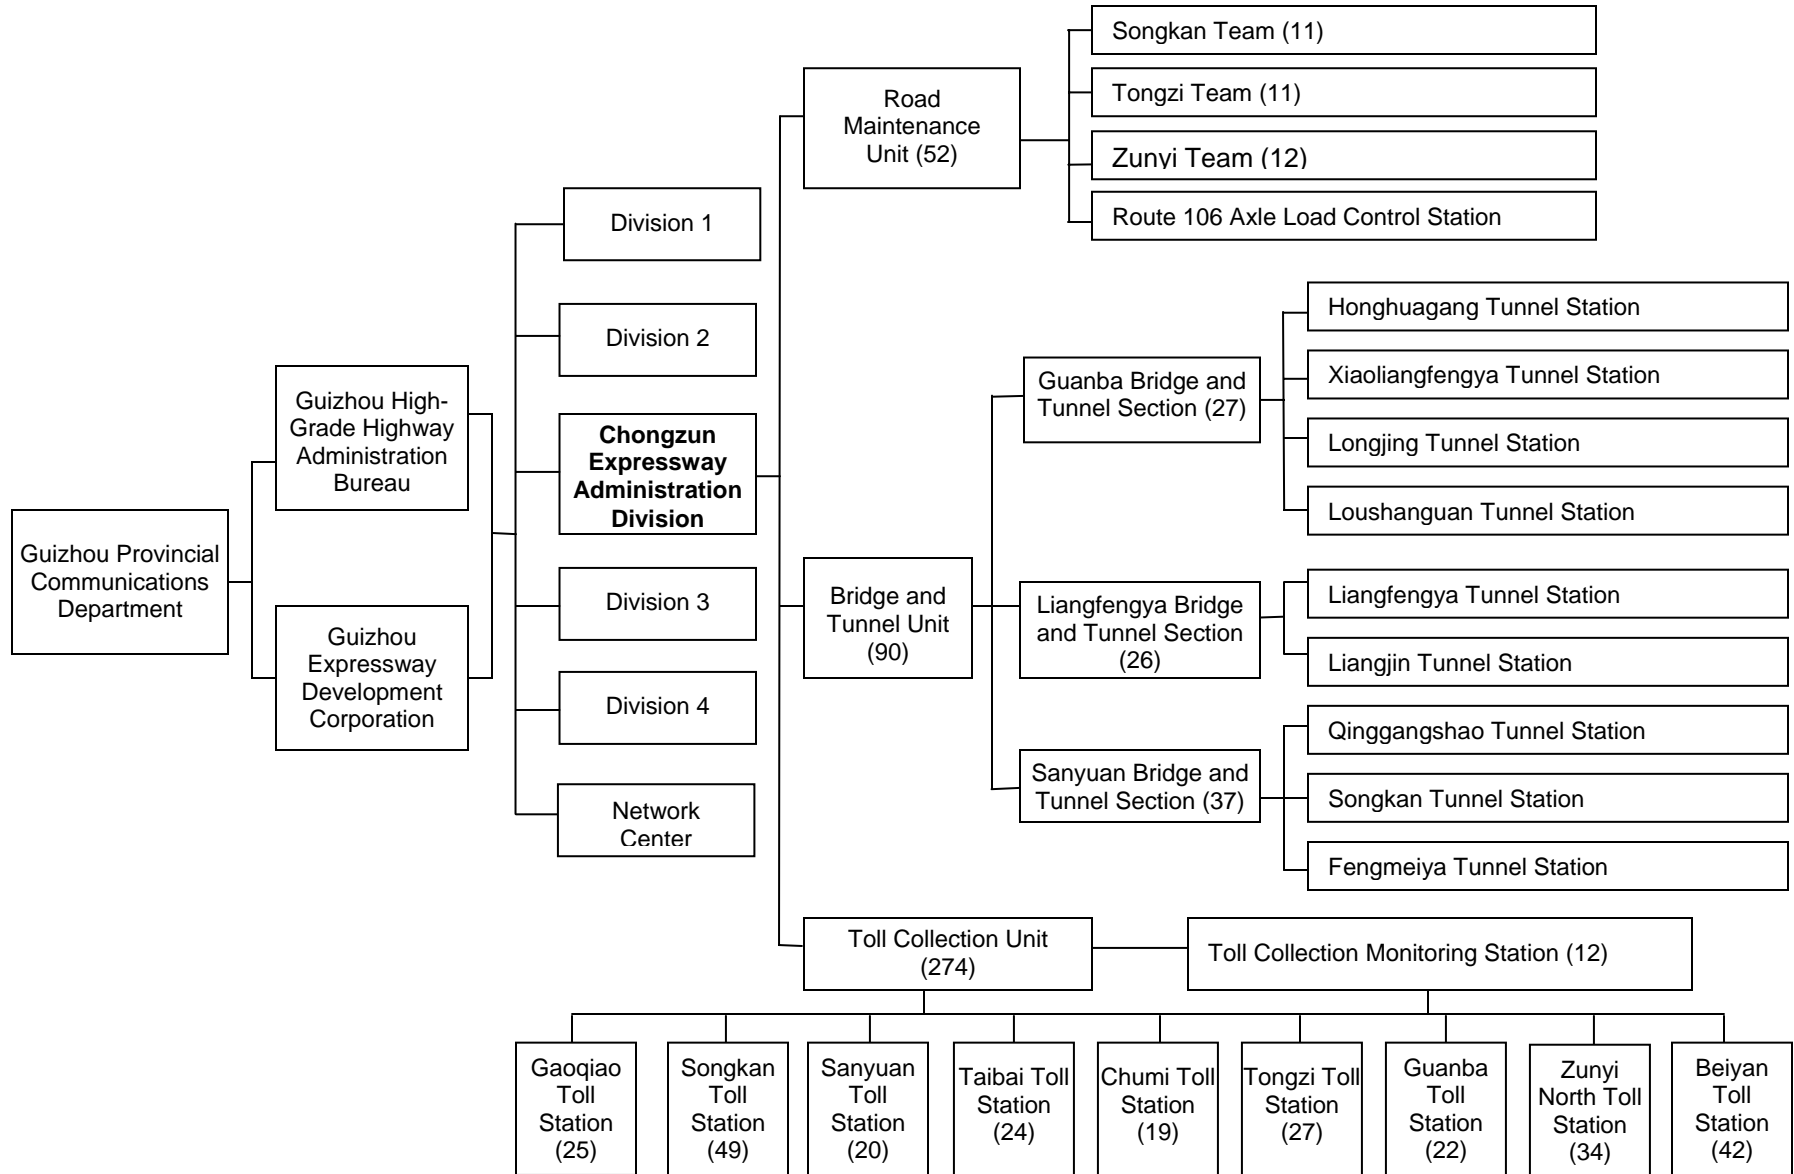 Guizhou Provincial
Communications
Department
Guizhou High-
Grade Highway
Administration
Bureau
Guizhou
Expressway
Development
Corporation
Division 1
Division 2
Chongzun
Expressway
Administration
Division
Division 3
Division 4
Network
Center
Road
Maintenance
Unit (52)
Songkan Team (11)
Tongzi Team (11)
Zunyi Team (12)
Route 106 Axle Load Control Station
Bridge and
Tunnel Unit
(90)
Guanba Bridge and
Tunnel Section (27)
Honghuagang Tunnel Station
Xiaoliangfengya Tunnel Station
Longjing Tunnel Station
Loushanguan Tunnel Station
Liangfengya Bridge
and Tunnel Section
(26)
Liangfengya Tunnel Station
Liangjin Tunnel Station
Sanyuan Bridge and
Tunnel Section (37)
Qinggangshao Tunnel Station
Songkan Tunnel Station
Fengmeiya Tunnel Station
Toll Collection Unit
(274)
Toll Collection Monitoring Station (12)
Gaoqiao
Toll
Station
(25)
Songkan
Toll
Station
(49)
Sanyuan
Toll
Station
(20)
Taibai Toll
Station
(24)
Chumi Toll
Station
(19)
Tongzi Toll
Station
(27)
Guanba
Toll
Station
(22)
Zunyi
North Toll
Station
(34)
Beiyan
Toll
Station
(42)